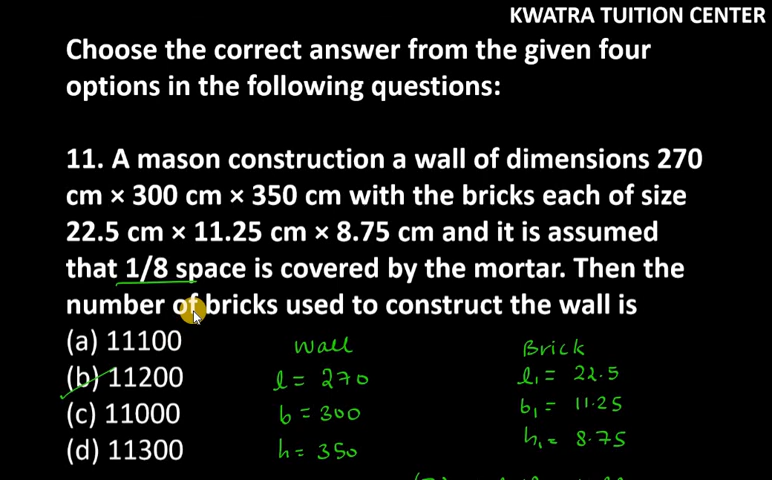 KWATRA TUITION CENTER
Choose the correct answer from the given four
options in the following questions:
11. A mason construction a wall of dimensions 270
cm × 300 cm × 350 cm with the bricks each of size
22.5 cm × 11.25 cm × 8.75 cm and it is assumed
that 1/8 space is covered by the mortar. Then the
number of bricks used to construct the wall is
(a) 11100
(b) 11200
(c) 11000
(d) 11300
Wall
l = 270
b = 300
h = 350
Brick
l₁ = 22.5
b₁ = 11.25
h₁ = 8.75